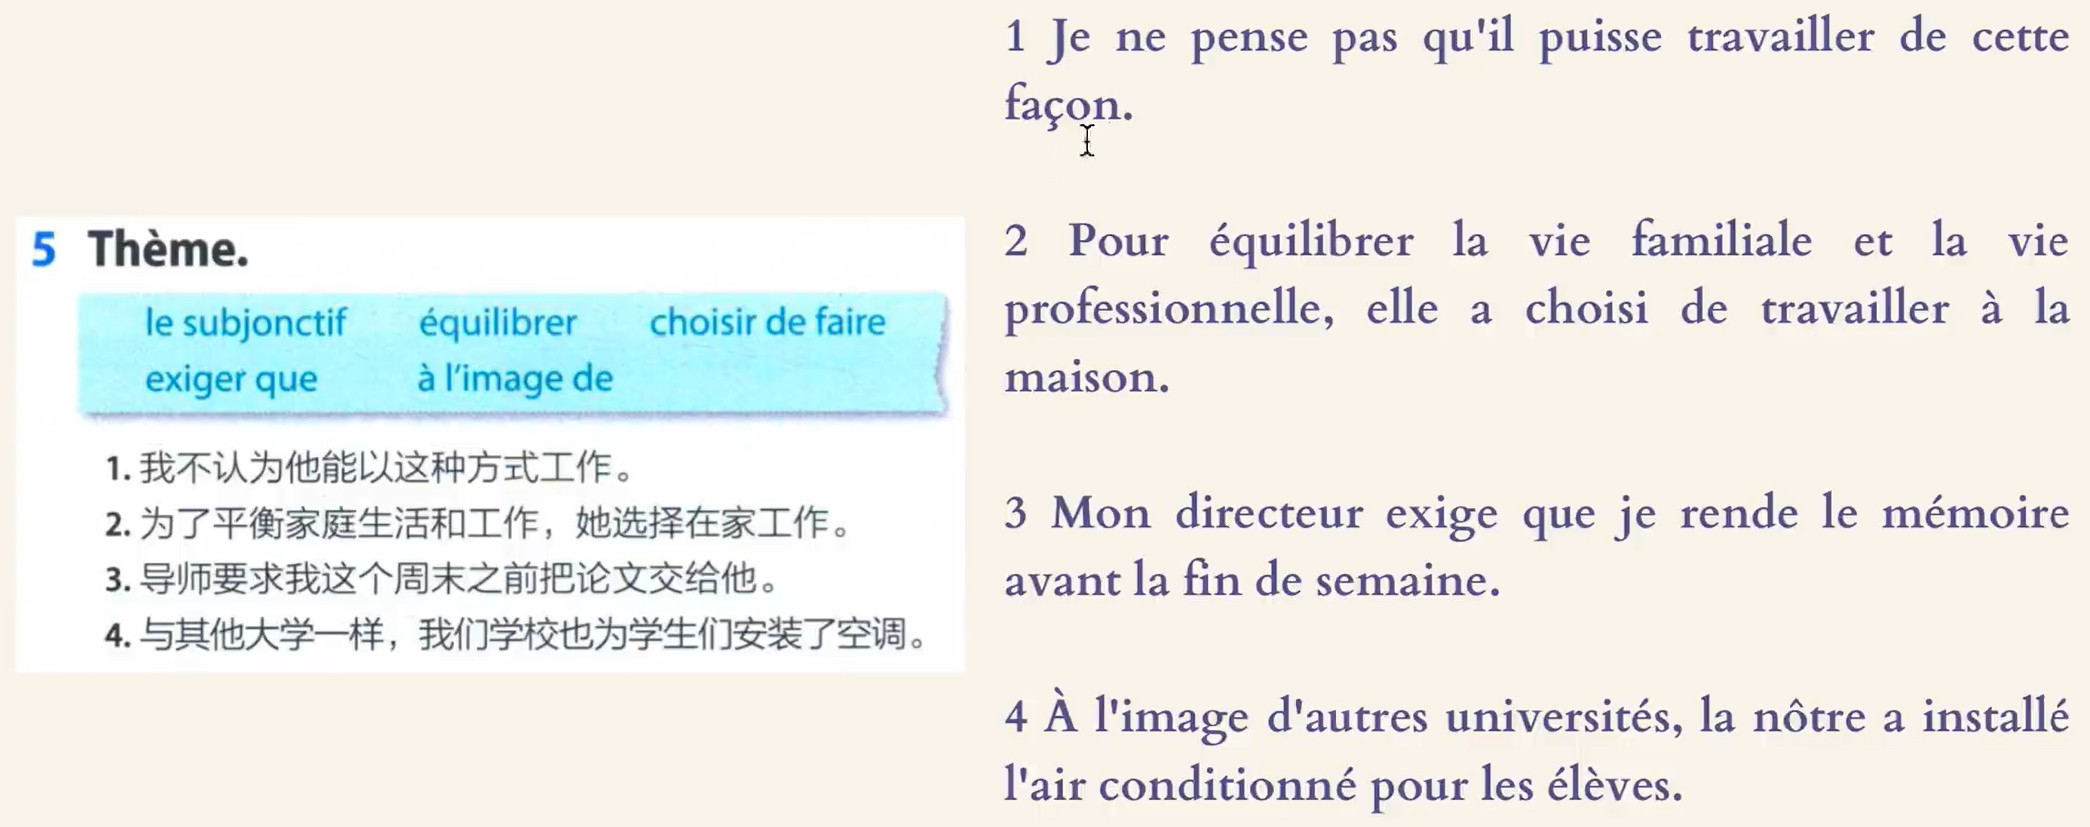 5 Thème.
le subjonctif équilibrer choisir de faire
exiger que à l'image de
1. 我不认为他能以这种方式工作。
2. 为了平衡家庭生活和工作，她选择在家工作。
3. 导师要求我这个周末之前把论文交给他。
4. 与其他大学一样，我们学校也为学生们安装了空调。
1 Je ne pense pas qu'il puisse travailler de cette
façon.
2 Pour équilibrer la vie familiale et la vie
professionnelle, elle a choisi de travailler à la
maison.
3 Mon directeur exige que je rende le mémoire
avant la fin de semaine.
4 À l'image d'autres universités, la nôtre a installé
l'air conditionné pour les élèves.